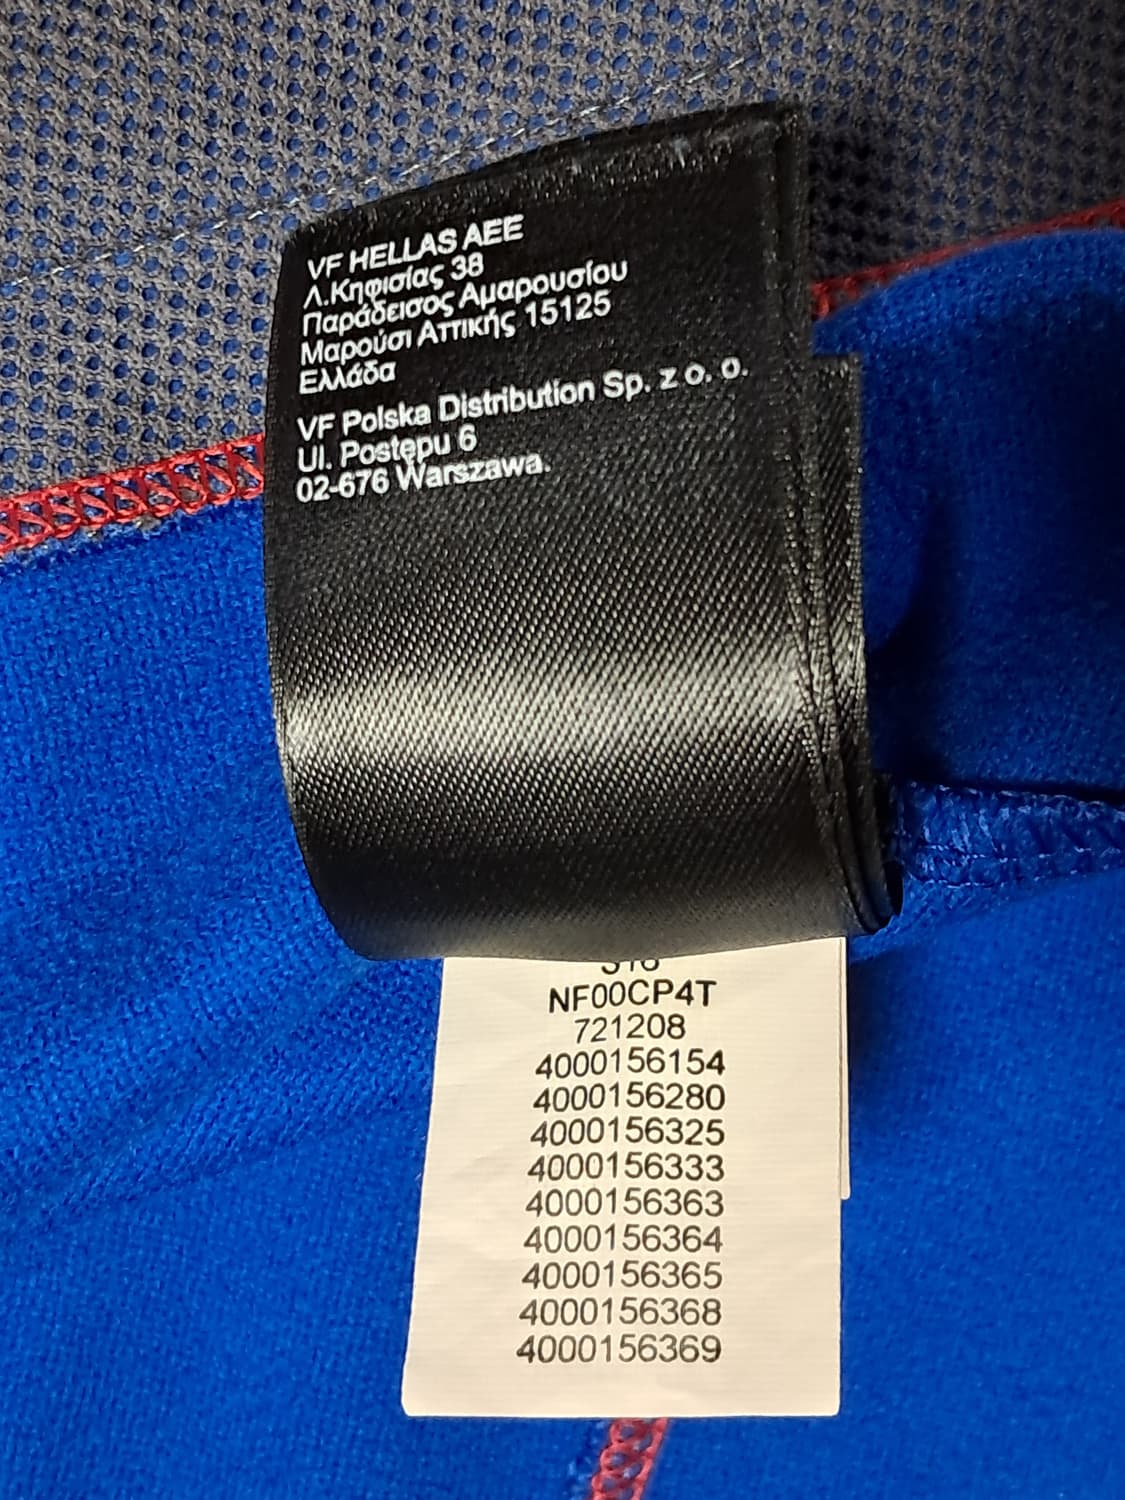 VF HELLAS AEE
Λ.Κηφισίας 38
Παράδεισος Αμαρουσίου
Μαρούσι Αττικής 15125
Ελλάδα
VF Polska Distribution Sp. z o. o.
Ul. Postępu 6
02-676 Warszawa.
NF00CP4T
721208
4000156154
4000156280
4000156325
4000156333
4000156363
4000156364
4000156365
4000156368
4000156369